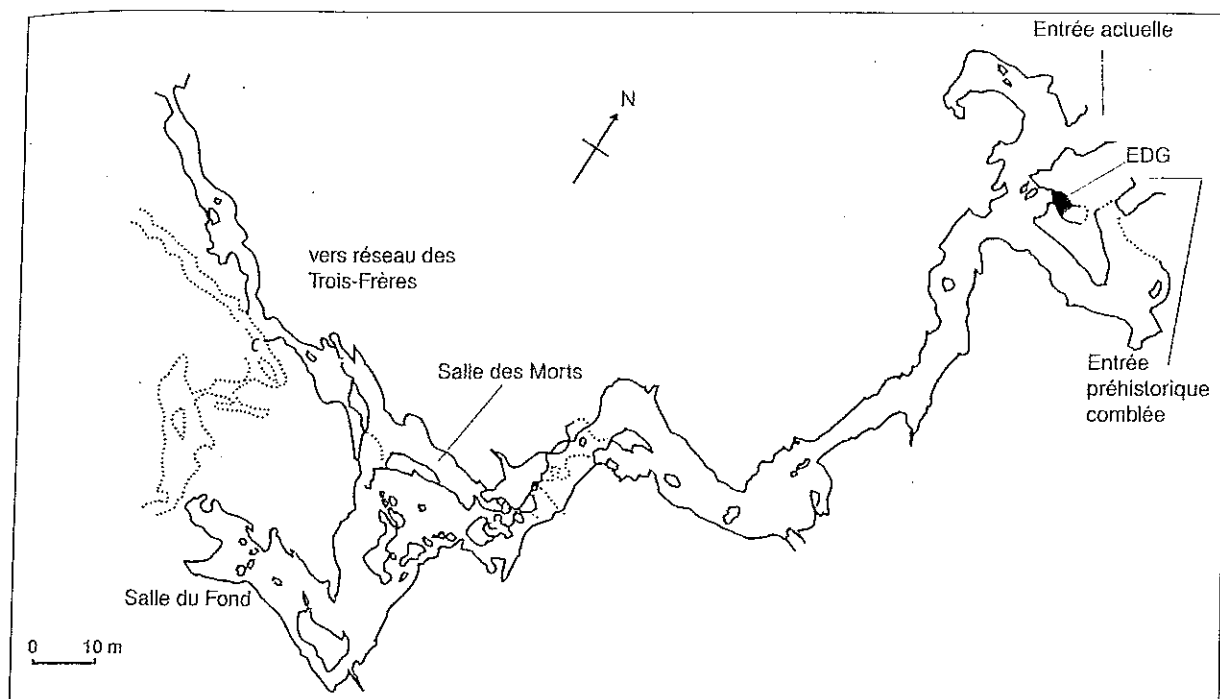 Entrée actuelle
N
EDG
vers réseau des
Trois-Frères
Salle des Morts
Entrée
préhistorique
comblée
Salle du Fond
0 10 m